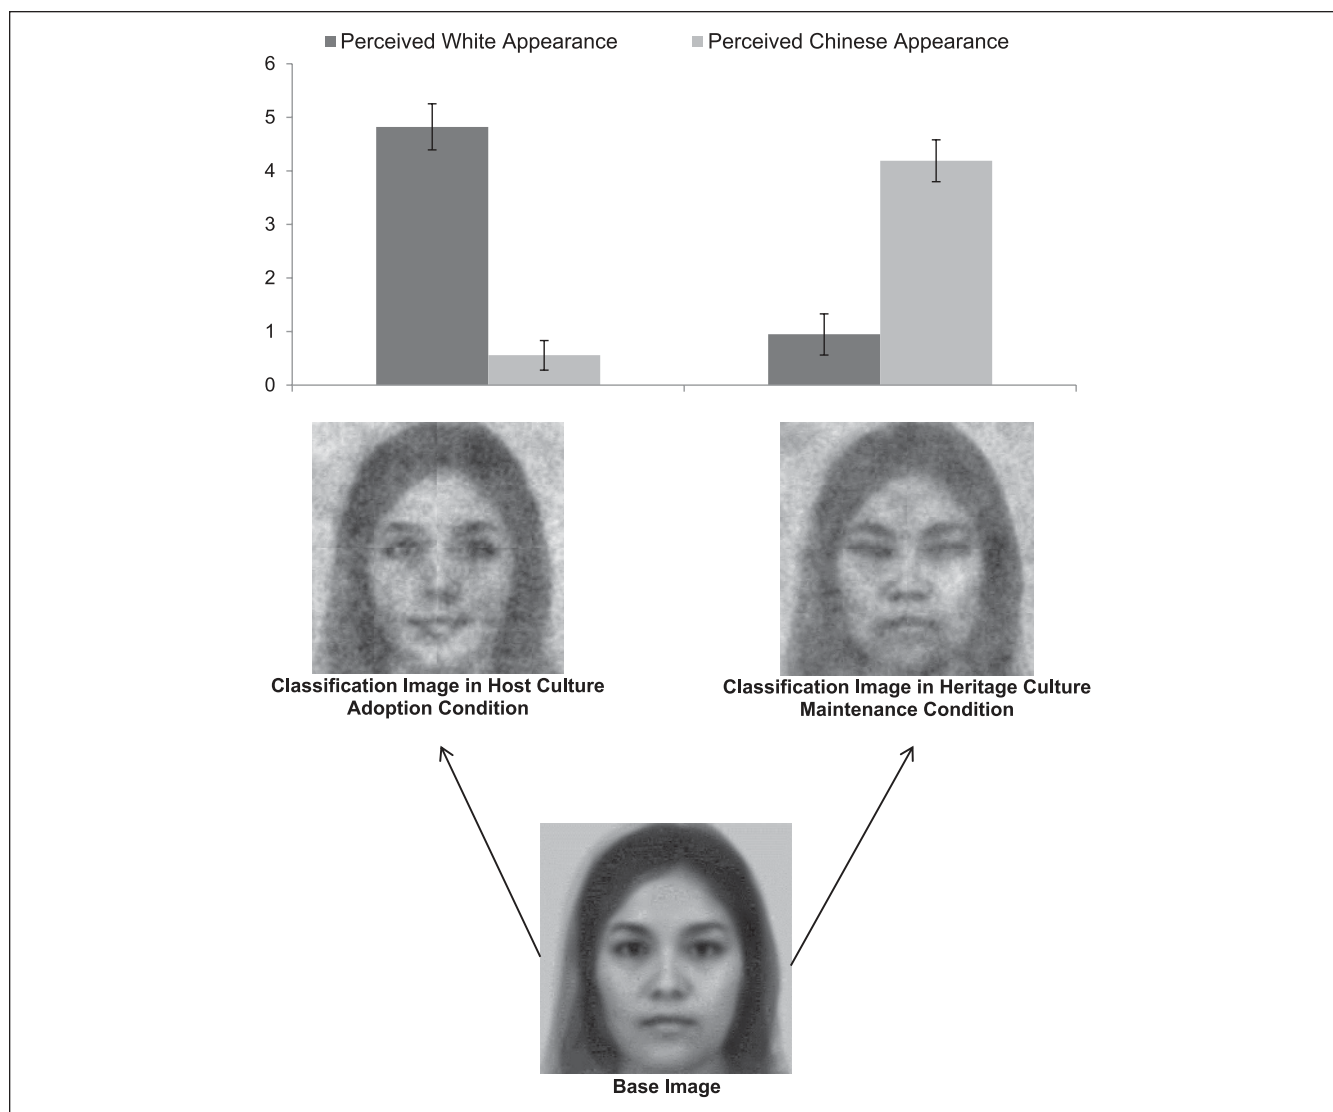 Perceived White Appearance
Perceived Chinese Appearance
6
5
4
3
2
1
0
Classification Image in Host Culture
Adoption Condition
Classification Image in Heritage Culture
Maintenance Condition
Base Image